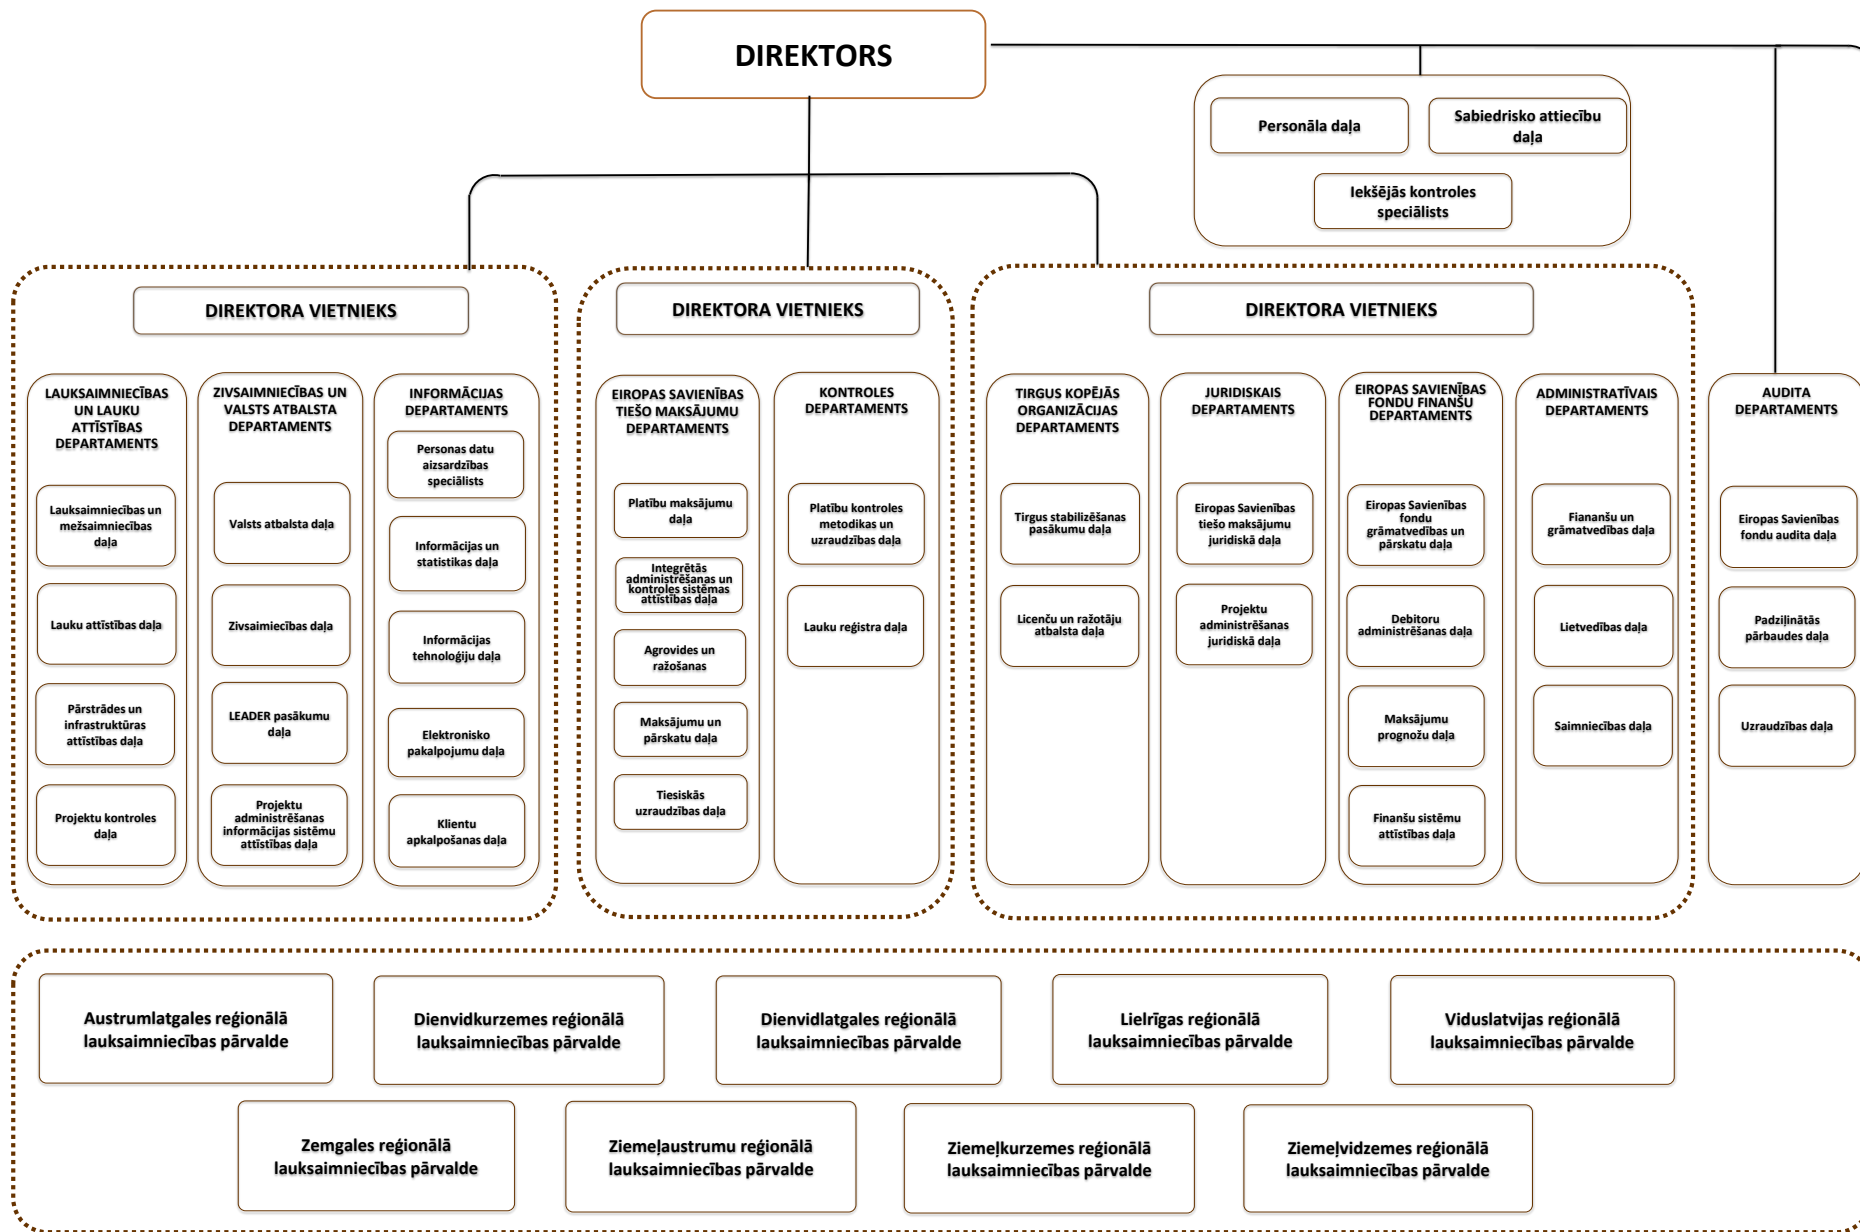 DIREKTORS
Personāla daļa
Sabiedrisko attiecību
daļa
Iekšējās kontroles
speciālists
DIREKTORA VIETNIEKS
LAUKSAIMNIECĪBAS
UN LAUKU
ATTĪSTĪBAS
DEPARTAMENTS
Lauksaimniecības un
mežsaimniecības
daļa
Lauku attīstības daļa
Pārstrādes un
infrastruktūras
attīstības daļa
Projektu kontroles
daļa
ZIVSAIMNIECĪBAS UN
VALSTS ATBALSTA
DEPARTAMENTS
Valsts atbalsta daļa
Zivsaimiecības daļa
LEADER pasākumu
daļa
Projektu
administrēšanas
informācijas sistēmu
attīstības daļa
INFORMĀCIJAS
DEPARTAMENTS
Personas datu
aizsardzības
speciālists
Informācijas un
statistikas daļa
Informācijas
tehnoloģiju daļa
Elektronisko
pakalpojumu daļa
Klientu
apkalpošanas daļa
DIREKTORA VIETNIEKS
EIROPAS SAVIENĪBAS
TIEŠO MAKSĀJUMU
DEPARTAMENTS
Platību maksājumu
daļa
Integrētās
administrēšanas un
kontroles sistēmas
attīstības daļa
Agrovides un
ražošanas
Maksājumu un
pārskatu daļa
Tiesiskās
uzraudzības daļa
KONTROLES
DEPARTAMENTS
Platību kontroles
metodikas un
uzraudzības daļa
Lauku reģistra daļa
DIREKTORA VIETNIEKS
TIRGUS KOPĒJĀS
ORGANIZĀCIJAS
DEPARTAMENTS
Tirgus stabilizēšanas
pasākumu daļa
Licenču un ražotāju
atbalsta daļa
JURIDISKAIS
DEPARTAMENTS
Eiropas Savienības
tiešo maksājumu
juridiskā daļa
Projektu
administrēšanas
juridiskā daļa
EIROPAS SAVIENĪBAS
FONDU FINANŠU
DEPARTAMENTS
Eiropas Savienības
fondu
grāmatvedības un
pārskatu daļa
Debitoru
administrēšanas daļa
Maksājumu
prognožu daļa
Finanšu sistēmu
attīstības daļa
ADMINISTRATĪVAIS
DEPARTAMENTS
Fiananšu un
grāmatvedības daļa
Lietvedības daļa
Saimniecības daļa
AUDITA
DEPARTAMENTS
Eiropas Savienības
fondu audita daļa
Padziļinātās
pārbaudes daļa
Uzraudzības daļa
Austrumlatgales reģionālā
lauksaimniecības pārvalde
Dienvidkurzemes reģionālā
lauksaimniecības pārvalde
Dienvidlatgales reģionālā
lauksaimniecības pārvalde
Lielrīgas reģionālā
lauksaimniecības pārvalde
Viduslatvijas reģionālā
lauksaimniecības pārvalde
Zemgales reģionālā
lauksaimniecības pārvalde
Ziemeļaustrumu reģionālā
lauksaimniecības pārvalde
Ziemeļkurzemes reģionālā
lauksaimniecības pārvalde
Ziemeļvidzemes reģionālā
lauksaimniecības pārvalde